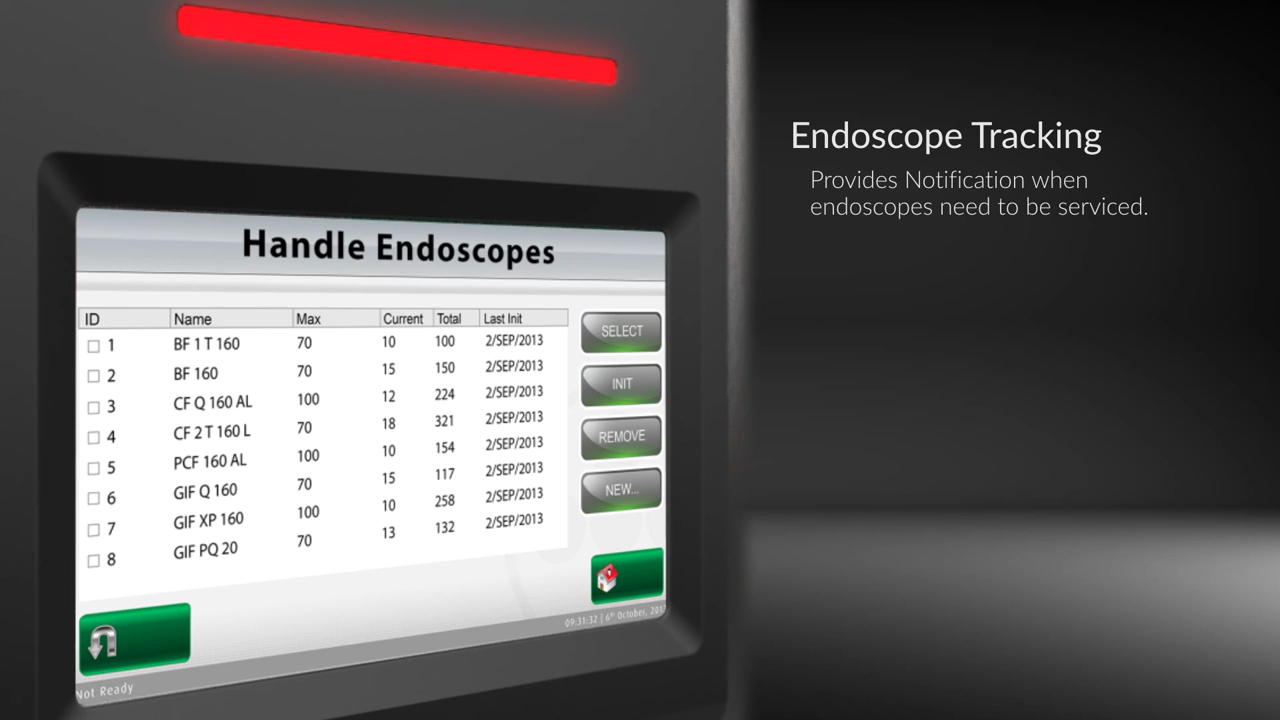 Endoscope Tracking
Provides Notification when
endoscopes need to be serviced.
Handle Endoscopes
ID Name Max Current Total Last Init
1 BF 1 T 160 70 10 100 2/SEP/2013
2 BF 160 70 15 150 2/SEP/2013
3 CF Q 160 AL 100 12 224 2/SEP/2013
4 CF 2 T 160 L 70 18 321 2/SEP/2013
5 PCF 160 AL 100 10 154 2/SEP/2013
6 GIF Q 160 70 15 117 2/SEP/2013
7 GIF XP 160 100 10 258 2/SEP/2013
8 GIF PQ 20 70 13 132 2/SEP/2013
SELECT
INIT
REMOVE
NEW...
09:31:32 | 6th October,
Not Ready